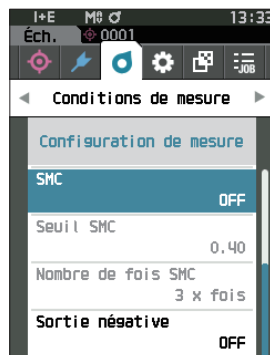 I+E M 13:33
Éch. 0001
-JOB
Conditions de mesure
Configuration de mesure
SMC
OFF
Seuil SMC
0.40
Nombre de fois SMC
3 x fois
Sortie négative
OFF